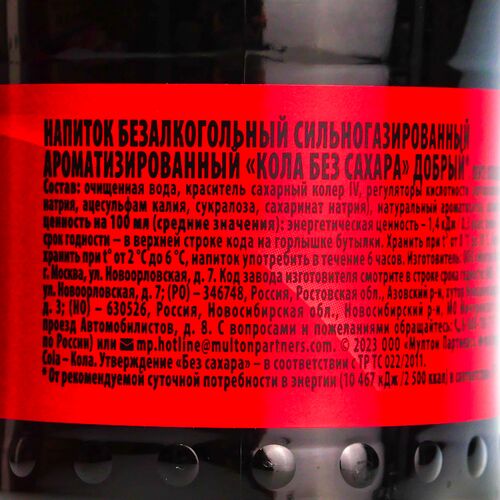 НАПИТОК БЕЗАЛКОГОЛЬНЫЙ СИЛЬНОГАЗИРОВАННЫЙ
АРОМАТИЗИРОВАННЫЙ «КОЛА БЕЗ САХАРА» ДОБРЫЙ
Состав: очищенная вода, краситель сахарный колер IV, регуляторы кислотности
натрия, ацесульфам калия, сукралоза, сахаринат натрия), натуральный
ценность на 100 мл (средние значения): энергетическая ценность – 1,4 кДж
срок годности – в верхней строке кода на горлышке бутылки. Хранить при t°
хранить при t° от 2°С до 6°С, напиток употребить в течение 6 часов. Изготовитель:
г. Москва, ул. Новоорловская, д. 7. Код завода изготовителя смотрите в строке срока
ул. Новоорловская, д. 7; (РО) – 346748, Россия, Ростовская обл., Азовский р-н,
д. 3; (НО) – 630526, Россия, Новосибирская обл., Новосибирский р-н,
проезд Автомобилистов, д. 8. С вопросами и пожеланиями обращайтесь:
по России) или mp.hotline@multonpartners.com. © 2023 ООО «Мултон Партнерс»
Cola–Кола. Утверждение «Без сахара» – в соответствии с ТР ТС 022/2011.
* От рекомендуемой суточной потребности в энергии (10 467 кДж/2 500 ккал) в